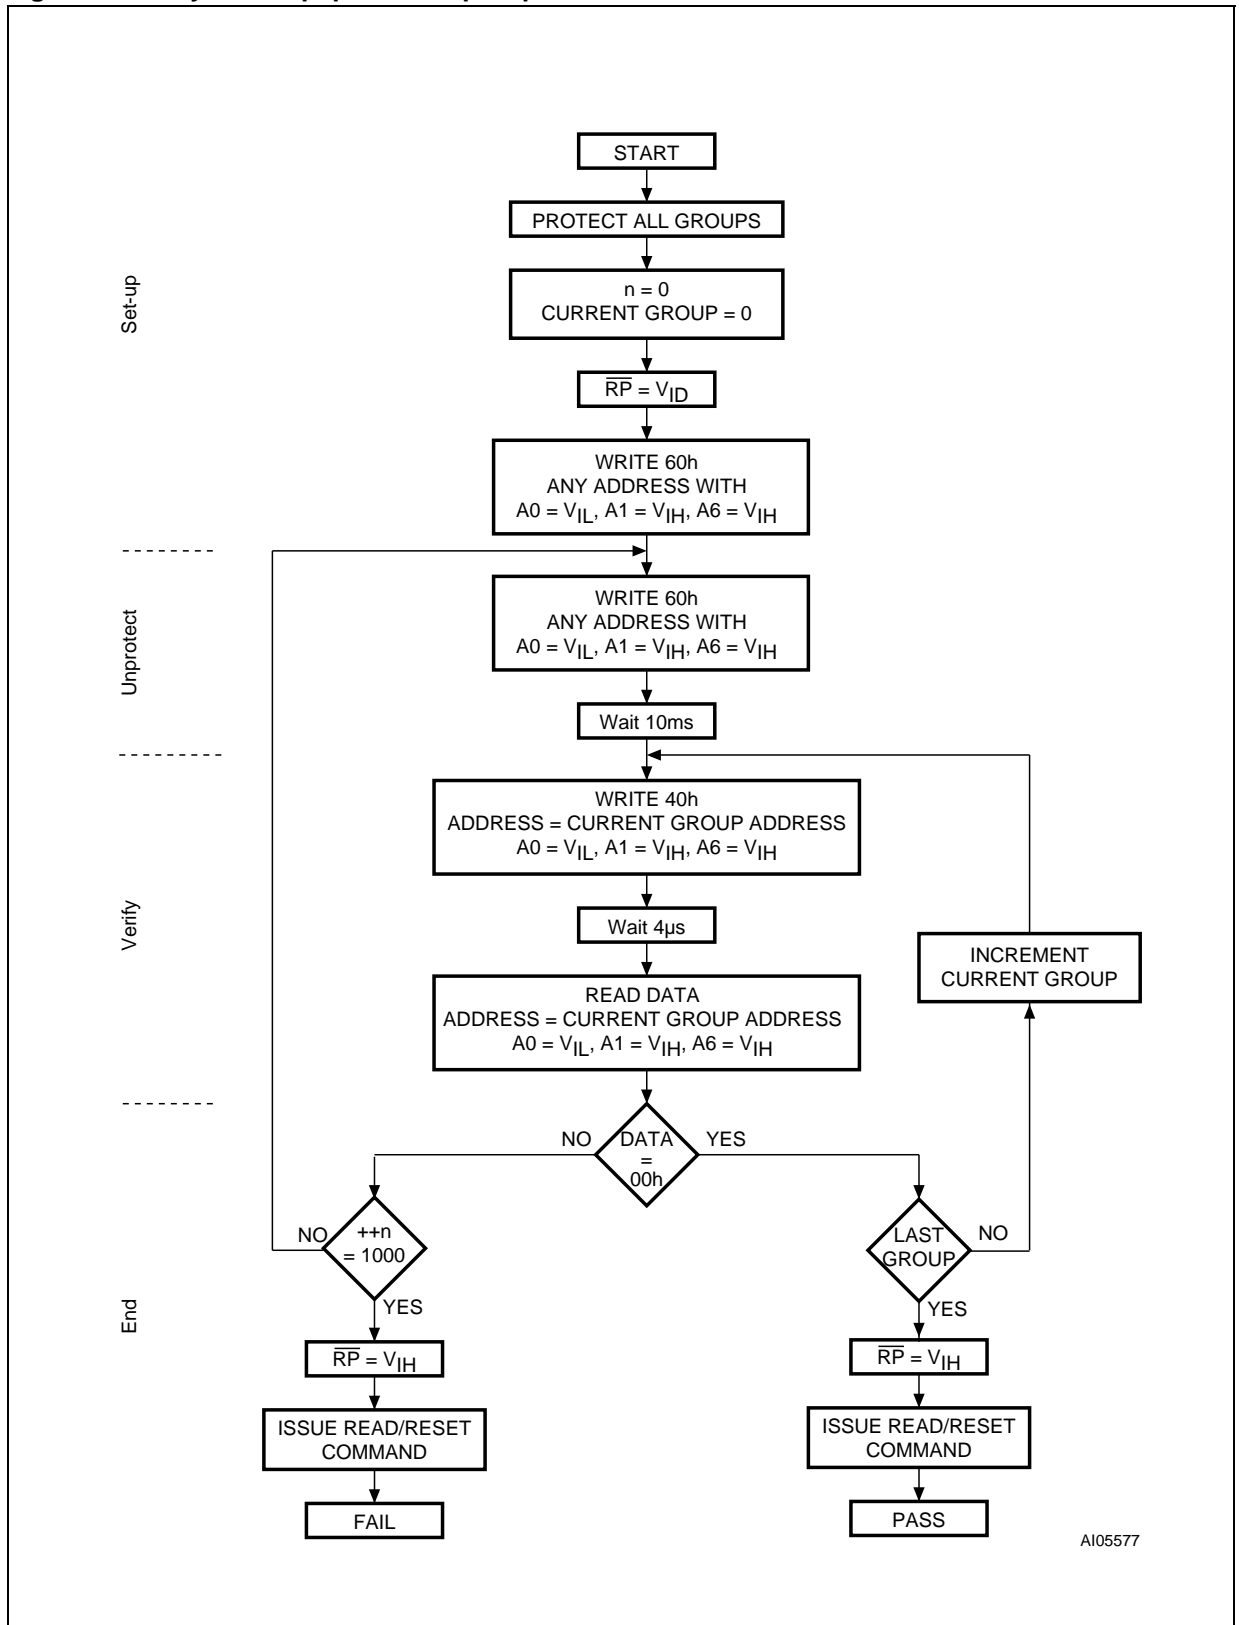 START
PROTECT ALL GROUPS
n = 0
CURRENT GROUP = 0
Set-up
R̅P̅ = VID
WRITE 60h
ANY ADDRESS WITH
A0 = VIL, A1 = VIH, A6 = VIH
WRITE 60h
ANY ADDRESS WITH
A0 = VIL, A1 = VIH, A6 = VIH
Unprotect
Wait 10ms
WRITE 40h
ADDRESS = CURRENT GROUP ADDRESS
A0 = VIL, A1 = VIH, A6 = VIH
Verify
Wait 4µs
INCREMENT
CURRENT GROUP
READ DATA
ADDRESS = CURRENT GROUP ADDRESS
A0 = VIL, A1 = VIH, A6 = VIH
NO
DATA
=
00h
YES
NO
++n
= 1000
LAST
GROUP
NO
End
YES
YES
R̅P̅ = VIH
R̅P̅ = VIH
ISSUE READ/RESET
COMMAND
ISSUE READ/RESET
COMMAND
FAIL
PASS
AI05577